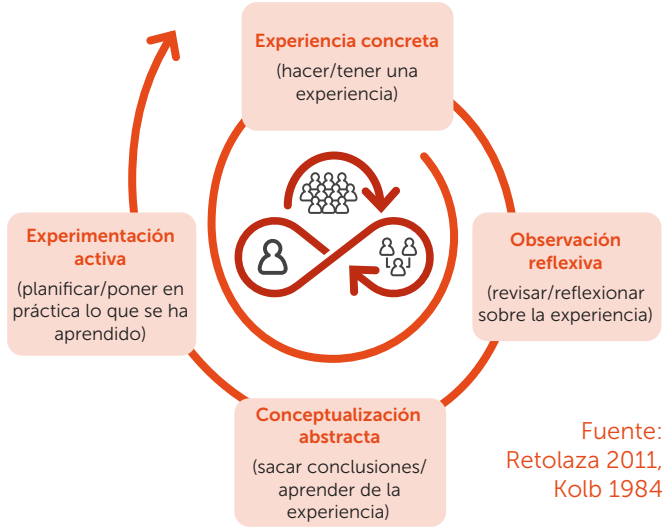 Experiencia concreta
(hacer/tener una
experiencia)
Experimentación
activa
(planificar/poner en
práctica lo que se ha
aprendido)
Observación
reflexiva
(revisar/reflexionar
sobre la experiencia)
Conceptualización
abstracta
(sacar conclusiones/
aprender de la
experiencia)
Fuente:
Retolaza 2011,
Kolb 1984